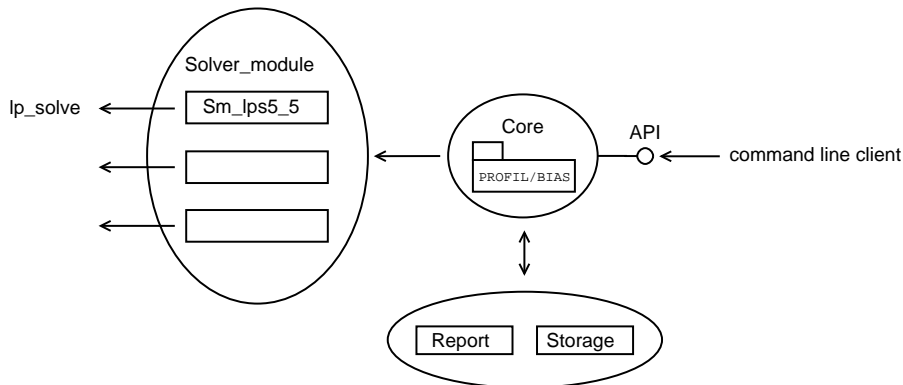 Solver_module
lp_solve
Sm_lps5_5
Core
API
PROFIL/BIAS
command line client
Report
Storage